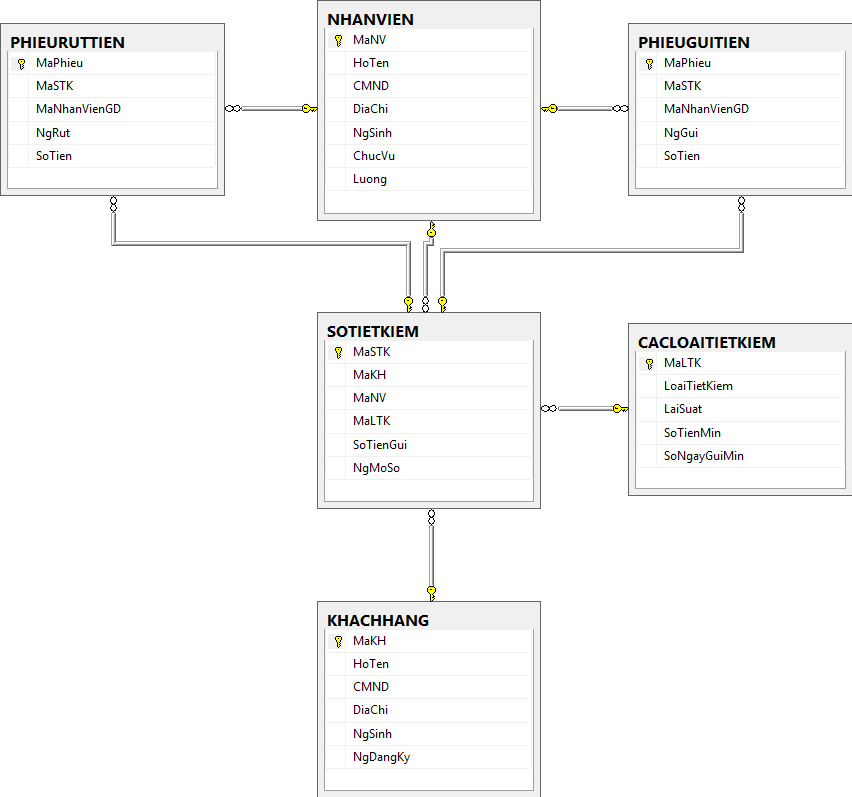 NHANVIEN
MaNV
HoTen
CMND
DiaChi
NgSinh
ChucVu
Luong
PHIEURUTTIEN
MaPhieu
MaSTK
MaNhanVienGD
NgRut
SoTien
PHIEUGUITIEN
MaPhieu
MaSTK
MaNhanVienGD
NgGui
SoTien
SOTIETKIEM
MaSTK
MaKH
MaNV
MaLTK
SoTienGui
NgMoSo
CACLOAITIETKIEM
MaLTK
LoaiTietKiem
LaiSuat
SoTienMin
SoNgayGuiMin
KHACHHANG
MaKH
HoTen
CMND
DiaChi
NgSinh
NgDangKy